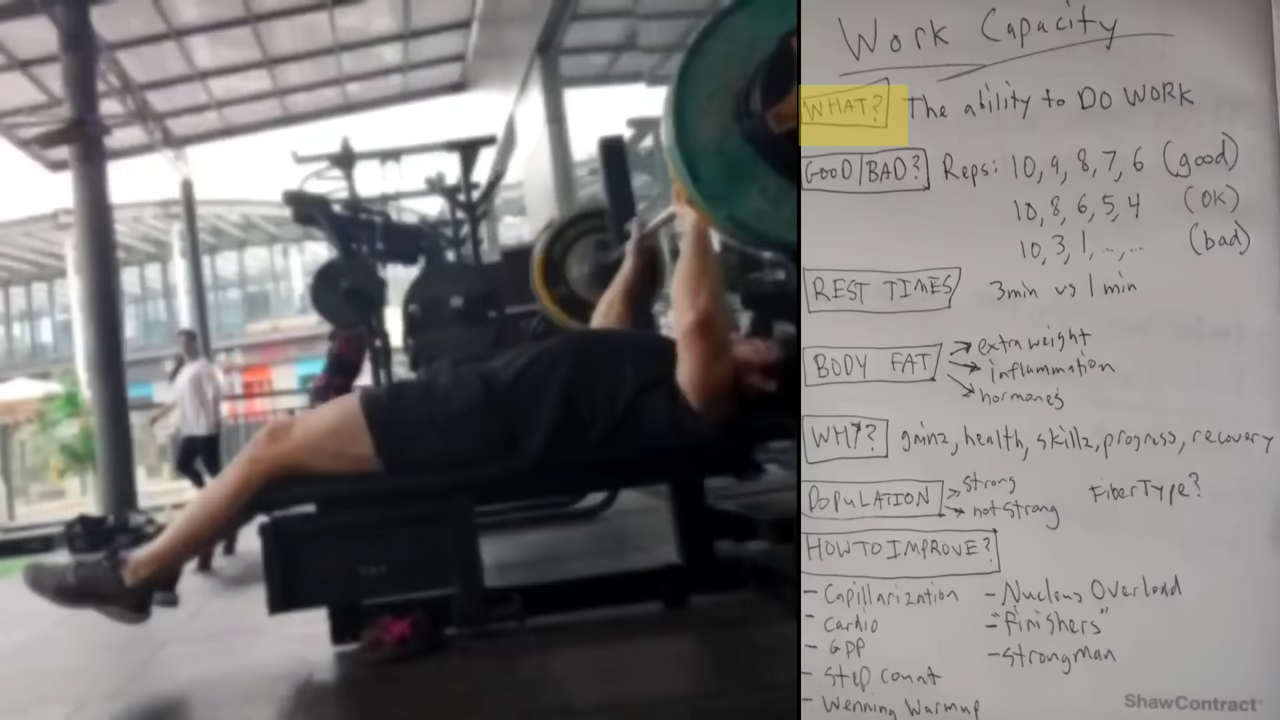 Work Capacity
WHAT? The ability to DO WORK
GOOD/BAD? Reps: 10, 9, 8, 7, 6 (good)
10, 8, 6, 5, 4 (OK)
10, 3, 1, .., ...
(bad)
REST TIMES 3min vs 1 min
BODY FAT → extra weight
→ inflammation
→ hormones
WHY? gainz, health, skillz, progress, recovery
POPULATION → strong FiberType?
→ not strong
HOW TO IMPROVE?
- Capillarization - Nucleus Overload
- Cardio - "finishers"
- GPP - strongman
- Step count
- Wenning Warmup
ShawContract